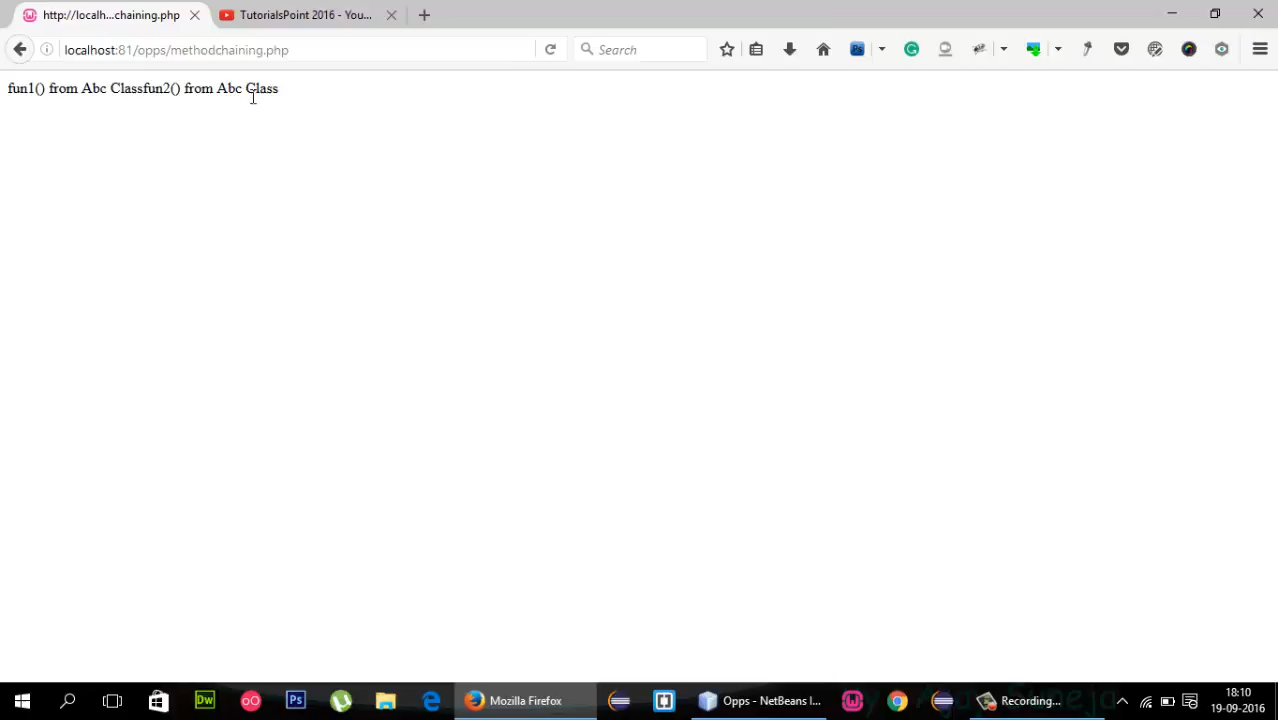 http://localh...chaining.php
TutorialsPoint 2016 - You...
localhost:81/opps/methodchaining.php
Search
fun1() from Abc Classfun2() from Abc Class
Mozilla Firefox
Opps - NetBeans I...
Recording...
18:10
19-09-2016